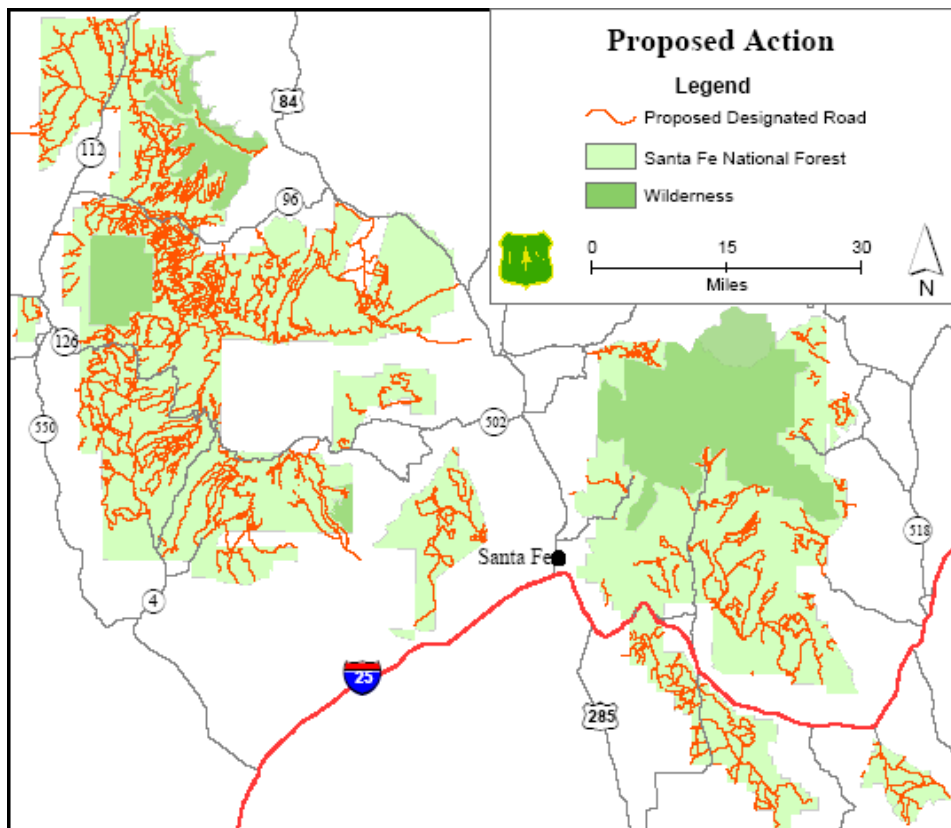 Proposed Action
Legend
Proposed Designated Road
Santa Fe National Forest
Wilderness
0 15 30
Miles
N
84
112
96
126
550
502
518
Santa Fe
4
25
285